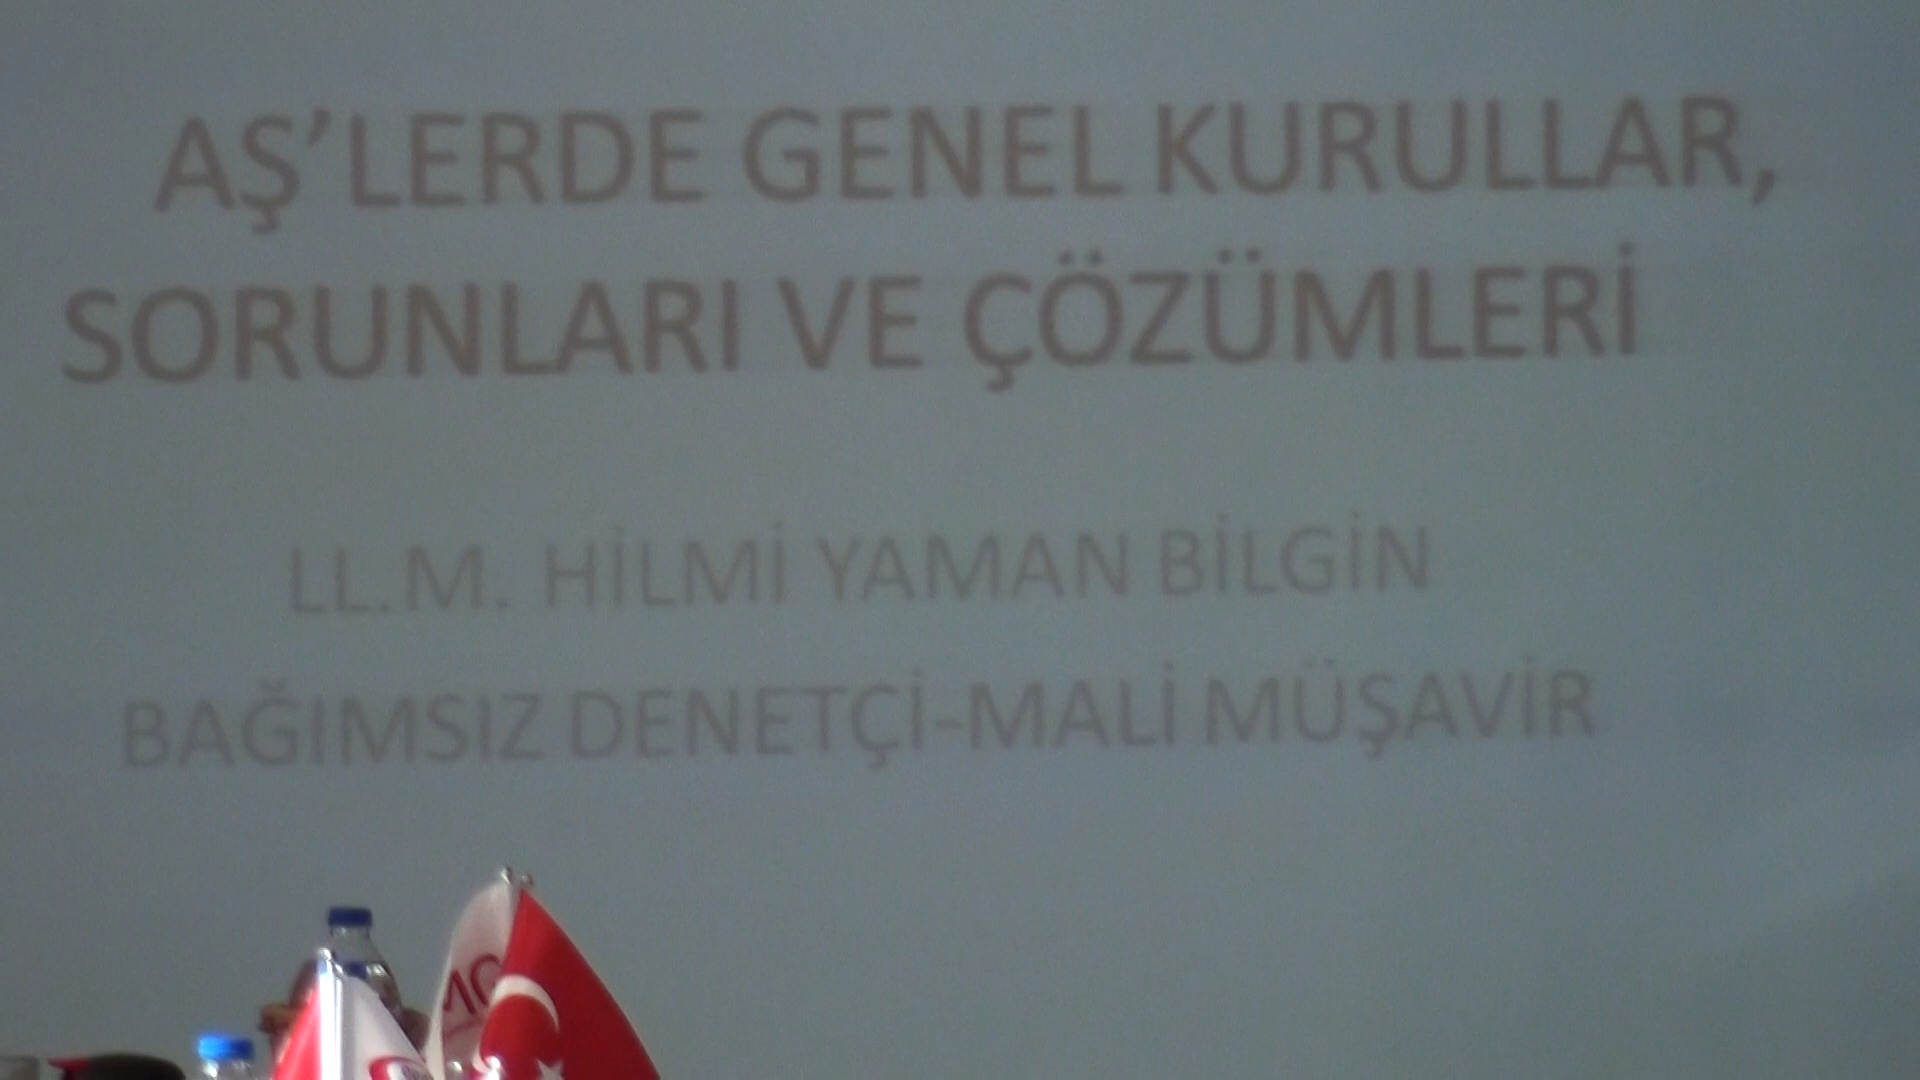 AŞ'LERDE GENEL KURULLAR,
SORUNLARI VE ÇÖZÜMLERİ
LL.M. HİLMİ YAMAN BİLGİN
BAĞIMSIZ DENETÇİ-MALİ MÜŞAVİR